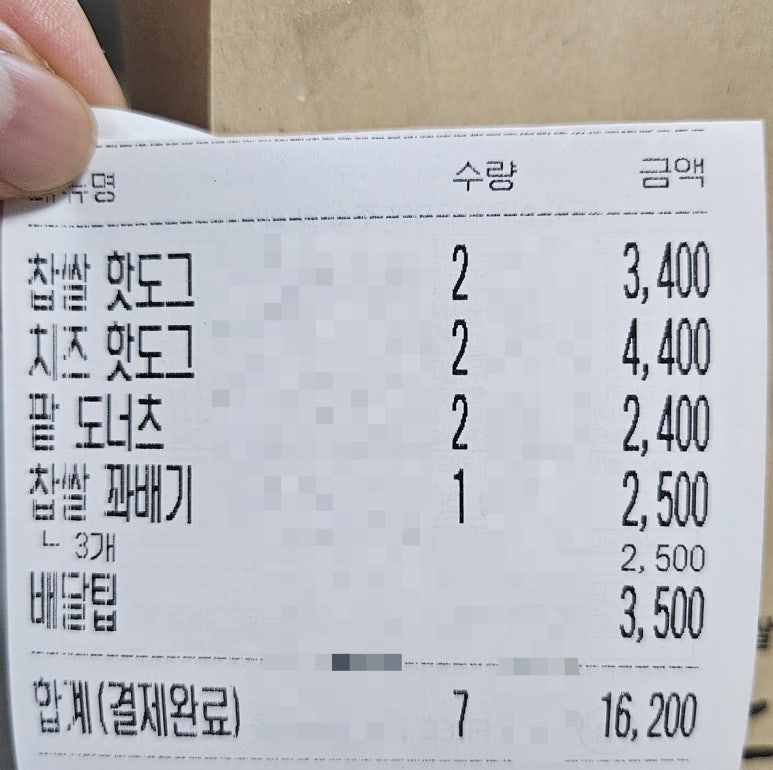 수량 금액
찹쌀 핫도그 2 3,400
치즈 핫도그 2 4,400
팥 도너츠 2 2,400
찹쌀 꽈배기 1 2,500
ㄴ 3개 2,500
배달팁 3,500
합계(결제완료) 7 16,200